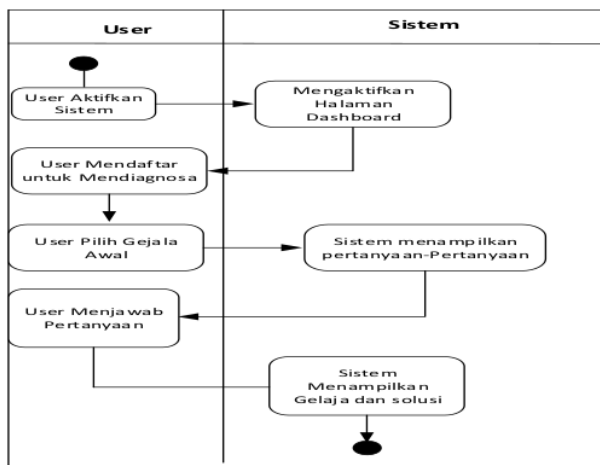 User
Sistem
User Aktifkan
Sistem
Mengaktifkan
Halaman
Dashboard
User Mendaftar
untuk Mendiagnosa
User Pilih Gejala
Awal
Sistem menampilkan
pertanyaan-Pertanyaan
User Menjawab
Pertanyaan
Sistem
Menampilkan
Gelaja dan solusi